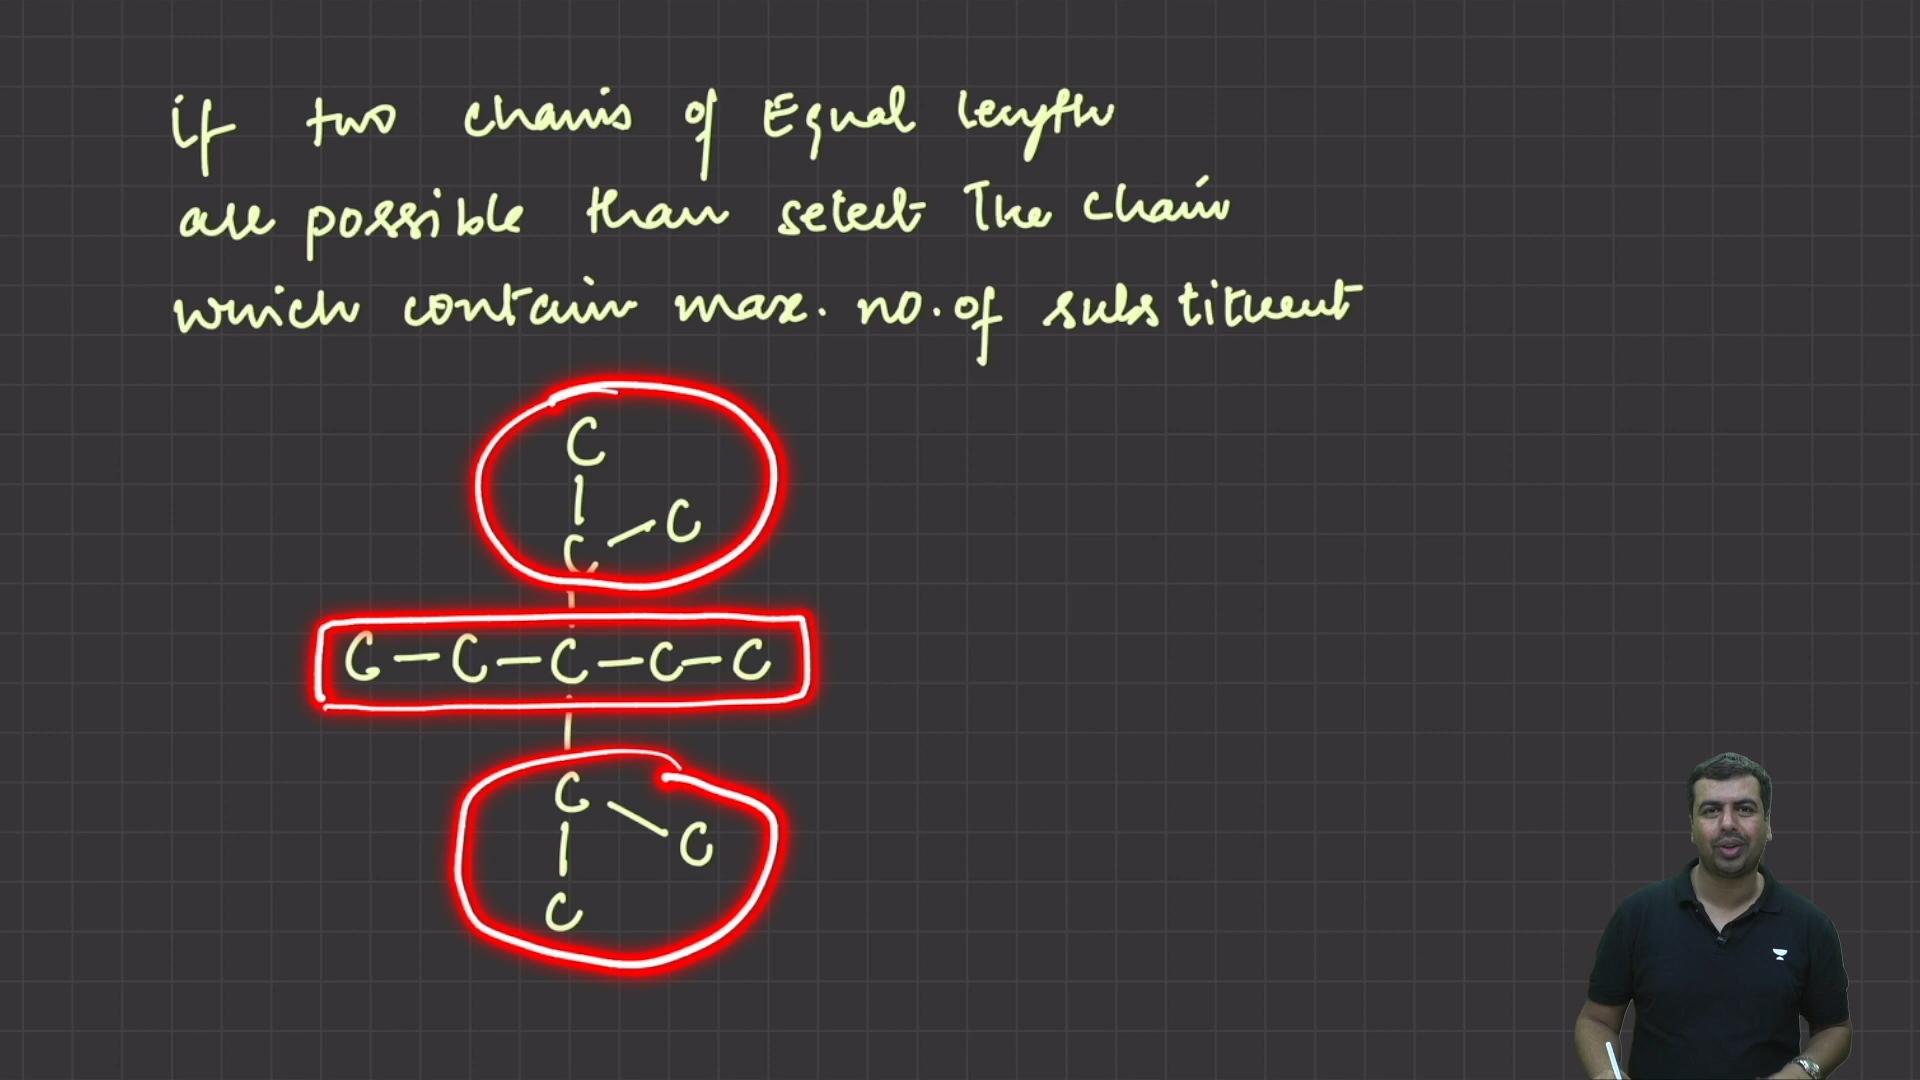 if two chains of Equal length
are possible than select The chain
which contain max. no. of substituent
C
C
C
C-C-C-C-C
C
C
C